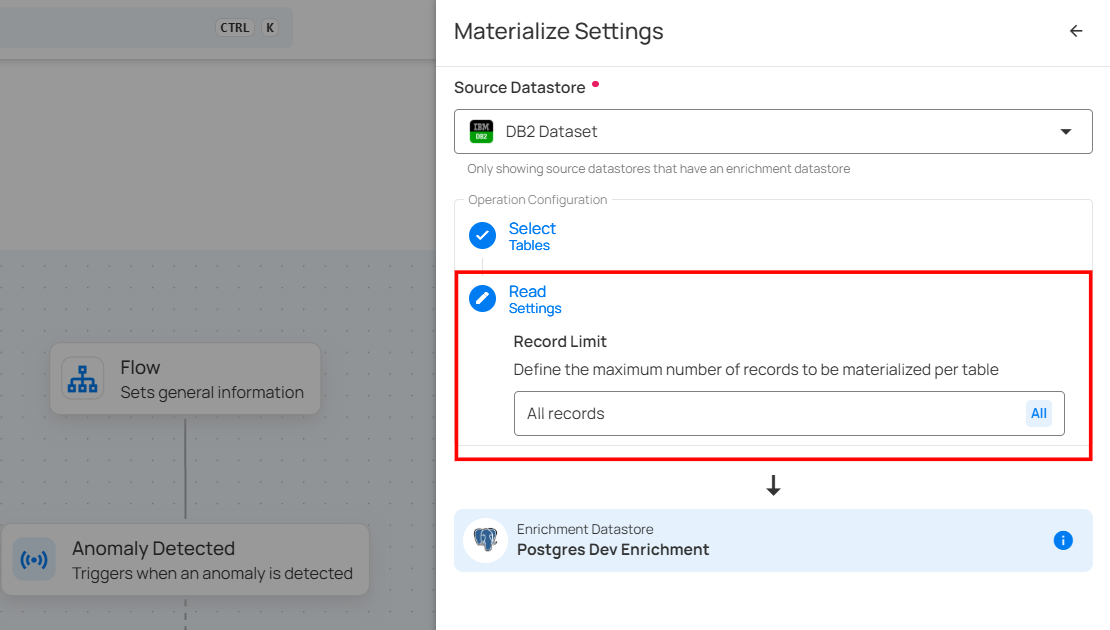 CTRL K
Materialize Settings
Source Datastore
IBM
DB2
DB2 Dataset
Only showing source datastores that have an enrichment datastore
Operation Configuration
Select
Tables
Read
Settings
Record Limit
Define the maximum number of records to be materialized per table
All records
All
Enrichment Datastore
Postgres Dev Enrichment
Flow
Sets general information
Anomaly Detected
Triggers when an anomaly is detected